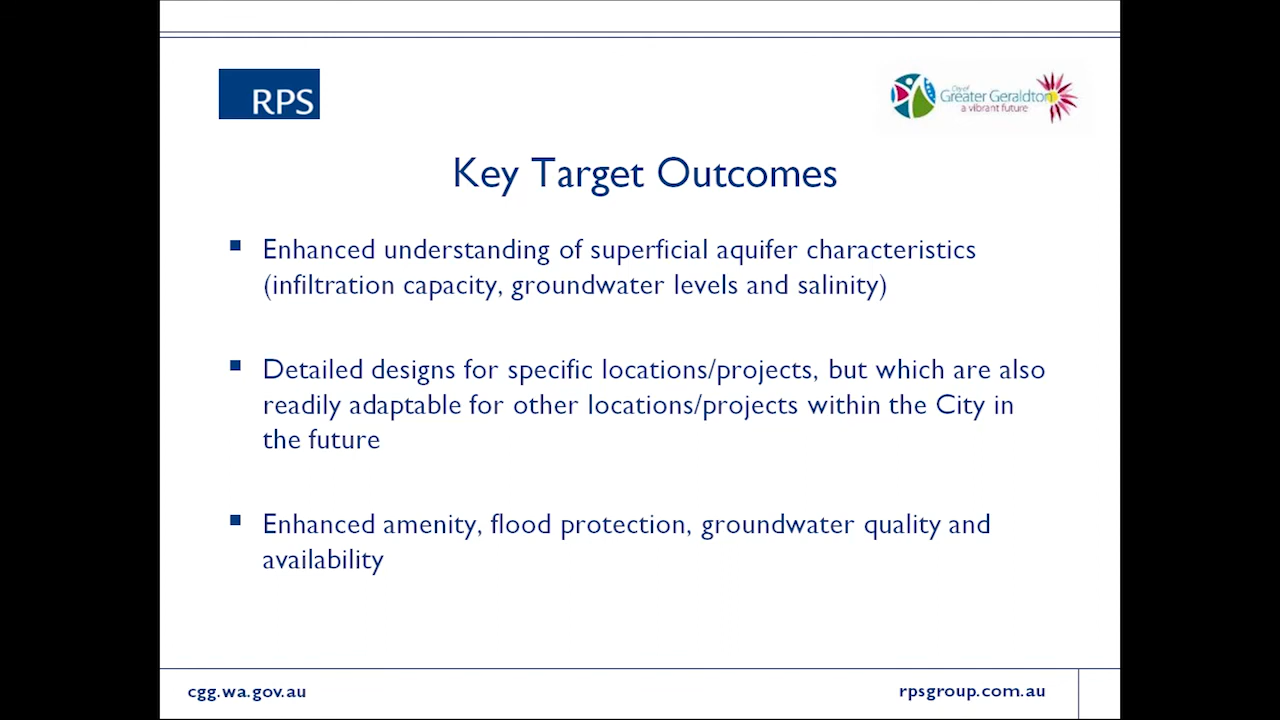 RPS
City of
Greater Geraldton
a vibrant future
Key Target Outcomes
Enhanced understanding of superficial aquifer characteristics
(infiltration capacity, groundwater levels and salinity)
Detailed designs for specific locations/projects, but which are also
readily adaptable for other locations/projects within the City in
the future
Enhanced amenity, flood protection, groundwater quality and
availability
cgg.wa.gov.au
rpsgroup.com.au